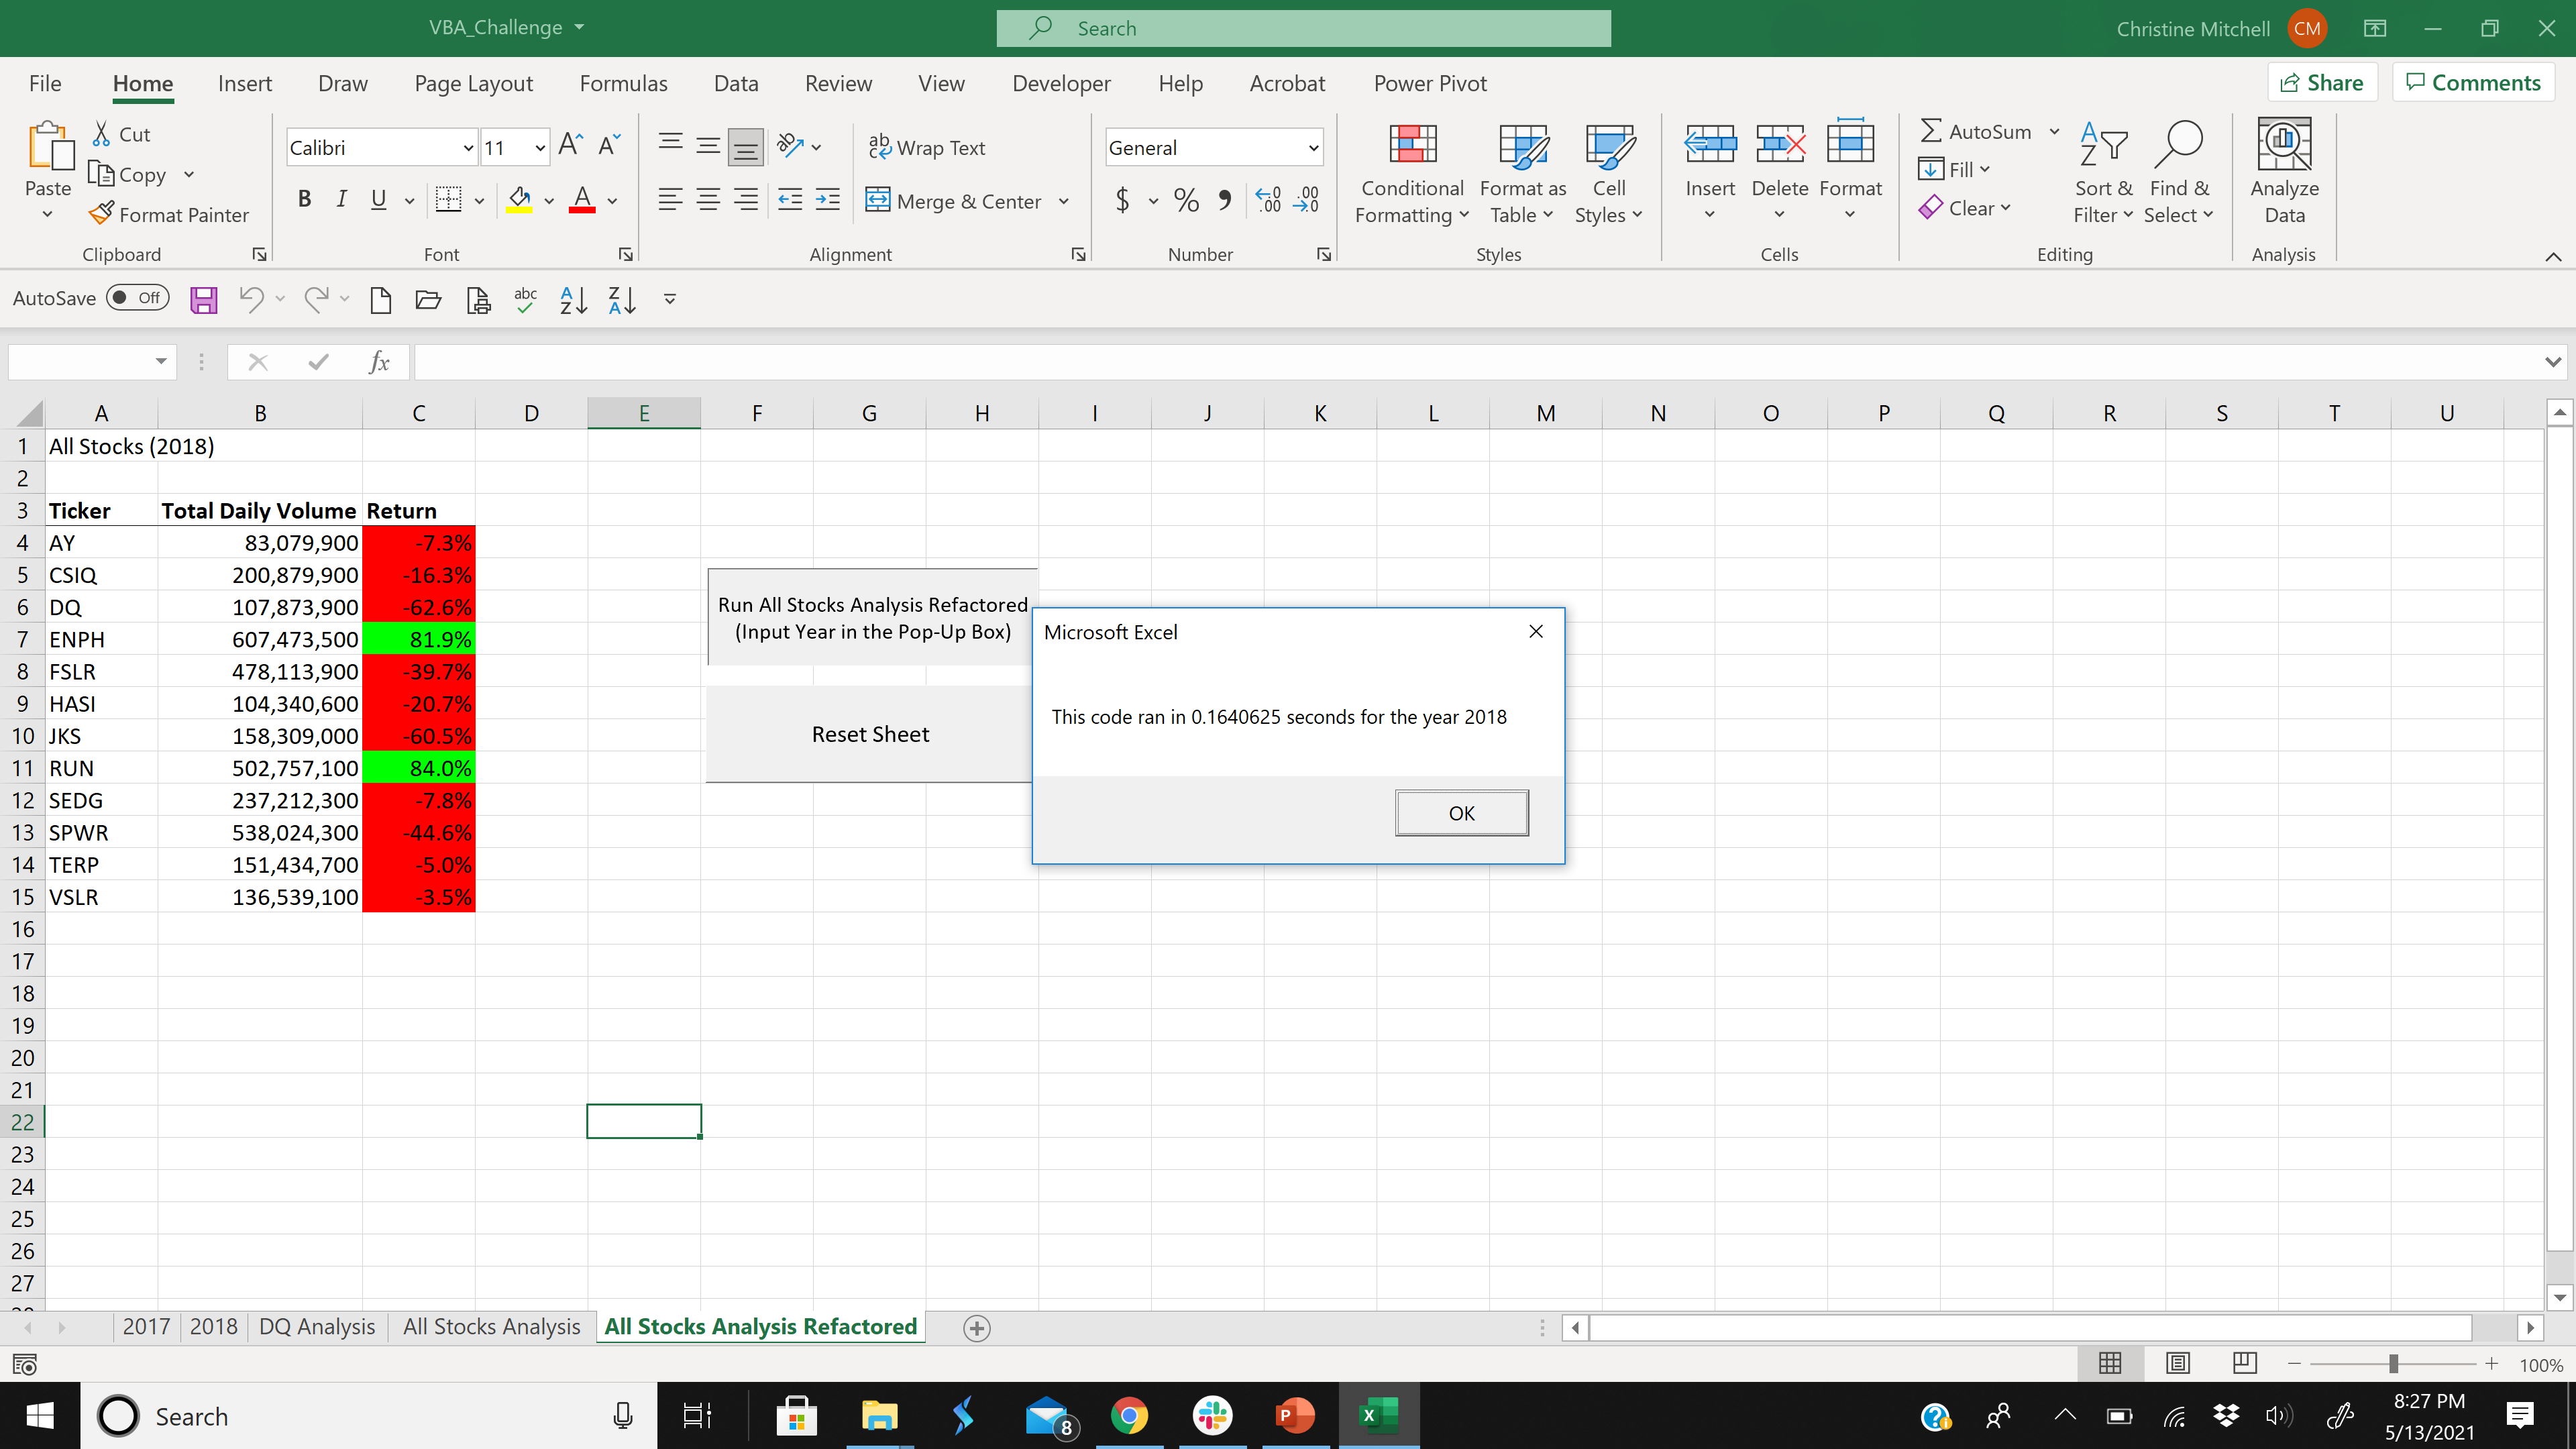 VBA_Challenge
Search
Christine Mitchell CM
File Home Insert Draw Page Layout Formulas Data Review View Developer Help Acrobat Power Pivot
Share Comments
Paste
Cut
Copy
Format Painter
Clipboard
Calibri 11
B I U
Font
Wrap Text
Merge & Center
Alignment
General
$ % ,
Number
Conditional Formatting
Format as Table
Cell Styles
Styles
Insert Delete Format
Cells
AutoSum
Fill
Clear
Sort & Filter
Find & Select
Editing
Analyze Data
Analysis
AutoSave Off
fx
A B C D E F G H I J K L M N O P Q R S T U
1 All Stocks (2018)
2
3 Ticker Total Daily Volume Return
4 AY 83,079,900 -7.3%
5 CSIQ 200,879,900 -16.3%
6 DQ 107,873,900 -62.6%
7 ENPH 607,473,500 81.9%
8 FSLR 478,113,900 -39.7%
9 HASI 104,340,600 -20.7%
10 JKS 158,309,000 -60.5%
11 RUN 502,757,100 84.0%
12 SEDG 237,212,300 -7.8%
13 SPWR 538,024,300 -44.6%
14 TERP 151,434,700 -5.0%
15 VSLR 136,539,100 -3.5%
16
17
18
19
20
21
22
23
24
25
26
27
Run All Stocks Analysis Refactored
(Input Year in the Pop-Up Box)
Reset Sheet
Microsoft Excel
This code ran in 0.1640625 seconds for the year 2018
OK
2017 2018 DQ Analysis All Stocks Analysis All Stocks Analysis Refactored
100%
Search
8
8:27 PM
5/13/2021